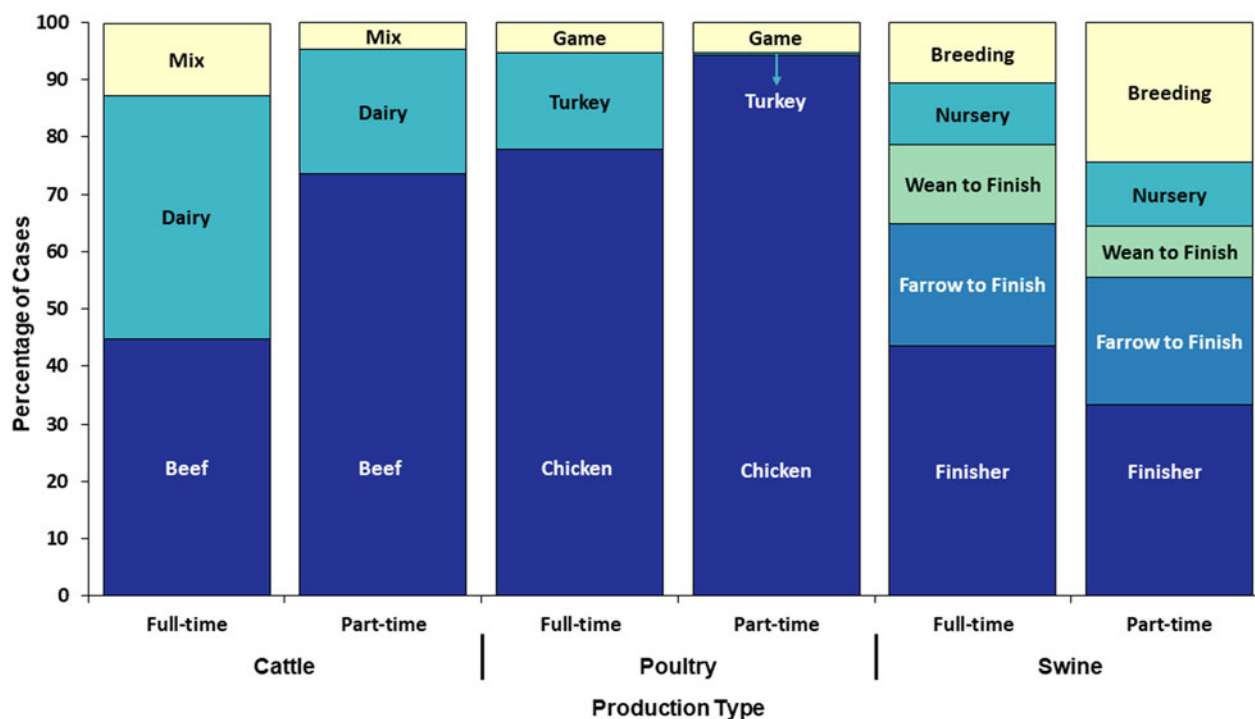 Percentage of Cases
100
90
80
70
60
50
40
30
20
10
0
Mix
Dairy
Beef
Mix
Dairy
Beef
Game
Turkey
Chicken
Game
Turkey
Chicken
Breeding
Nursery
Wean to Finish
Farrow to Finish
Finisher
Breeding
Nursery
Wean to Finish
Farrow to Finish
Finisher
Full-time Part-time Full-time Part-time Full-time Part-time
Cattle Poultry Swine
Production Type